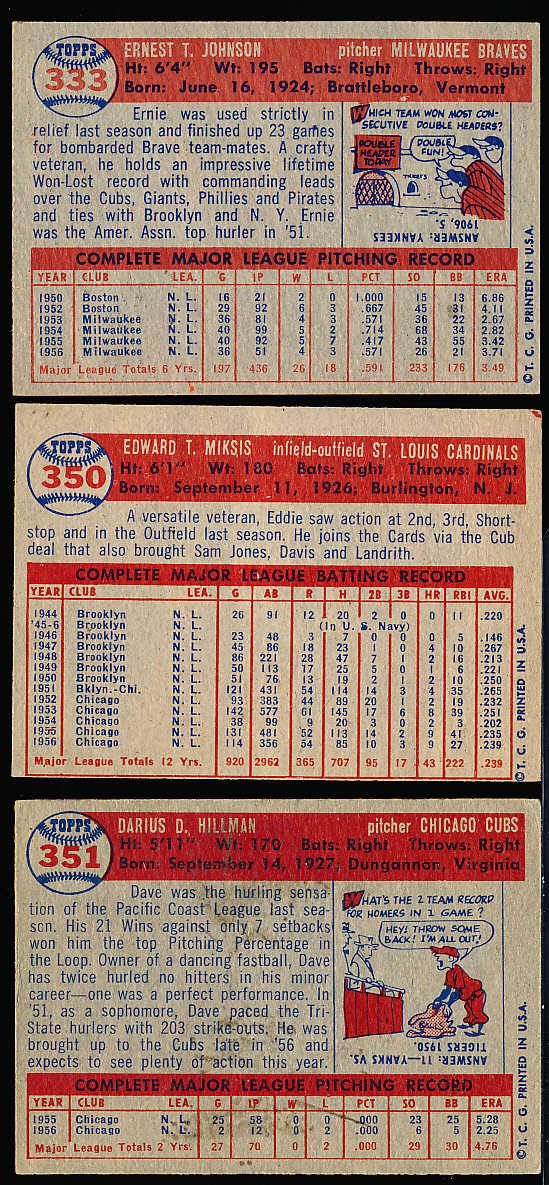 TOPPS
333
ERNEST T. JOHNSON pitcher MILWAUKEE BRAVES
Ht: 6'4" Wt: 195 Bats: Right Throws: Right
Born: June 16, 1924; Brattleboro, Vermont
Ernie was used strictly in
relief last season and finished up 23 games
for bombarded Brave team-mates. A crafty
veteran, he holds an impressive lifetime
Won-Lost record with commanding leads
over the Cubs, Giants, Phillies and Pirates
and ties with Brooklyn and N. Y. Ernie
was the Amer. Assn. top hurler in '51.
WHICH TEAM WON MOST CON-
SECUTIVE DOUBLE HEADERS?
DOUBLE
HEADER
TODAY
DOUBLE
FUN!
TICKETS
ANSWER: YANKEES
1906, 5.
COMPLETE MAJOR LEAGUE PITCHING RECORD
YEAR CLUB LEA. G IP W L PCT SO BB ERA
1950 Boston N. L. 16 21 2 0 1.000 15 13 6.86
1952 Boston N. L. 29 92 6 3 .667 45 31 4.11
1953 Milwaukee N. L. 36 81 4 3 .571 36 22 2.67
1954 Milwaukee N. L. 40 99 5 2 .714 68 34 2.82
1955 Milwaukee N. L. 40 92 5 7 .417 43 55 3.42
1956 Milwaukee N. L. 36 51 4 3 .571 26 21 3.71
Major League Totals 6 Yrs. 197 436 26 18 .591 233 176 3.49
© T. C. G. PRINTED IN U.S.A.
TOPPS
350
EDWARD T. MIKSIS infield-outfield ST. LOUIS CARDINALS
Ht: 6'1" Wt: 180 Bats: Right Throws: Right
Born: September 11, 1926; Burlington, N. J.
A versatile veteran, Eddie saw action at 2nd, 3rd, Short-
stop and in the Outfield last season. He joins the Cards via the Cub
deal that also brought Sam Jones, Davis and Landrith.
COMPLETE MAJOR LEAGUE BATTING RECORD
YEAR CLUB LEA. G AB R H 2B 3B HR RBI AVG.
1944 Brooklyn N. L. 26 91 12 20 2 0 0 11 .220
'45-6 Brooklyn N. L. (In U. S. Navy)
1946 Brooklyn N. L. 23 48 3 7 0 0 0 5 .146
1947 Brooklyn N. L. 45 86 18 23 1 0 4 10 .267
1948 Brooklyn N. L. 86 221 28 47 7 1 2 16 .213
1949 Brooklyn N. L. 50 113 17 25 5 0 1 6 .221
1950 Brooklyn N. L. 51 76 13 19 2 1 2 10 .250
1951 Bklyn.-Chi. N. L. 121 431 54 114 14 3 4 35 .265
1952 Chicago N. L. 93 383 44 89 20 1 2 19 .232
1953 Chicago N. L. 142 577 61 145 17 6 8 39 .251
1954 Chicago N. L. 38 99 9 20 3 0 2 3 .202
1955 Chicago N. L. 131 481 52 113 14 2 9 41 .235
1956 Chicago N. L. 114 356 54 85 10 3 9 27 .239
Major League Totals 12 Yrs. 920 2962 365 707 95 17 43 222 .239
© T. C. G. PRINTED IN U.S.A.
TOPPS
351
DARIUS D. HILLMAN pitcher CHICAGO CUBS
Ht: 5'11" Wt: 170 Bats: Right Throws: Right
Born: September 14, 1927; Dungannon, Virginia
Dave was the hurling sensa-
tion of the Pacific Coast League last sea-
son. His 21 Wins against only 7 setbacks
won him the top Pitching Percentage in
the Loop. Owner of a dancing fastball, Dave
has twice hurled no hitters in his minor
career—one was a perfect performance. In
'51, as a sophomore, Dave paced the Tri-
State hurlers with 203 strike-outs. He was
brought up to the Cubs late in '56 and
expects to see plenty of action this year.
WHAT'S THE 2 TEAM RECORD
FOR HOMERS IN 1 GAME?
HEY! THROW SOME
BACK! I'M ALL OUT!
ANSWER: 11—YANKS VS.
TIGERS 1950.
COMPLETE MAJOR LEAGUE PITCHING RECORD
YEAR CLUB LEA. G IP W L PCT SO BB ERA
1955 Chicago N. L. 25 58 0 0 .000 23 25 5.28
1956 Chicago N. L. 2 12 0 2 .000 6 5 2.25
Major League Totals 2 Yrs. 27 70 0 2 .000 29 30 4.76
© T. C. G. PRINTED IN U.S.A.